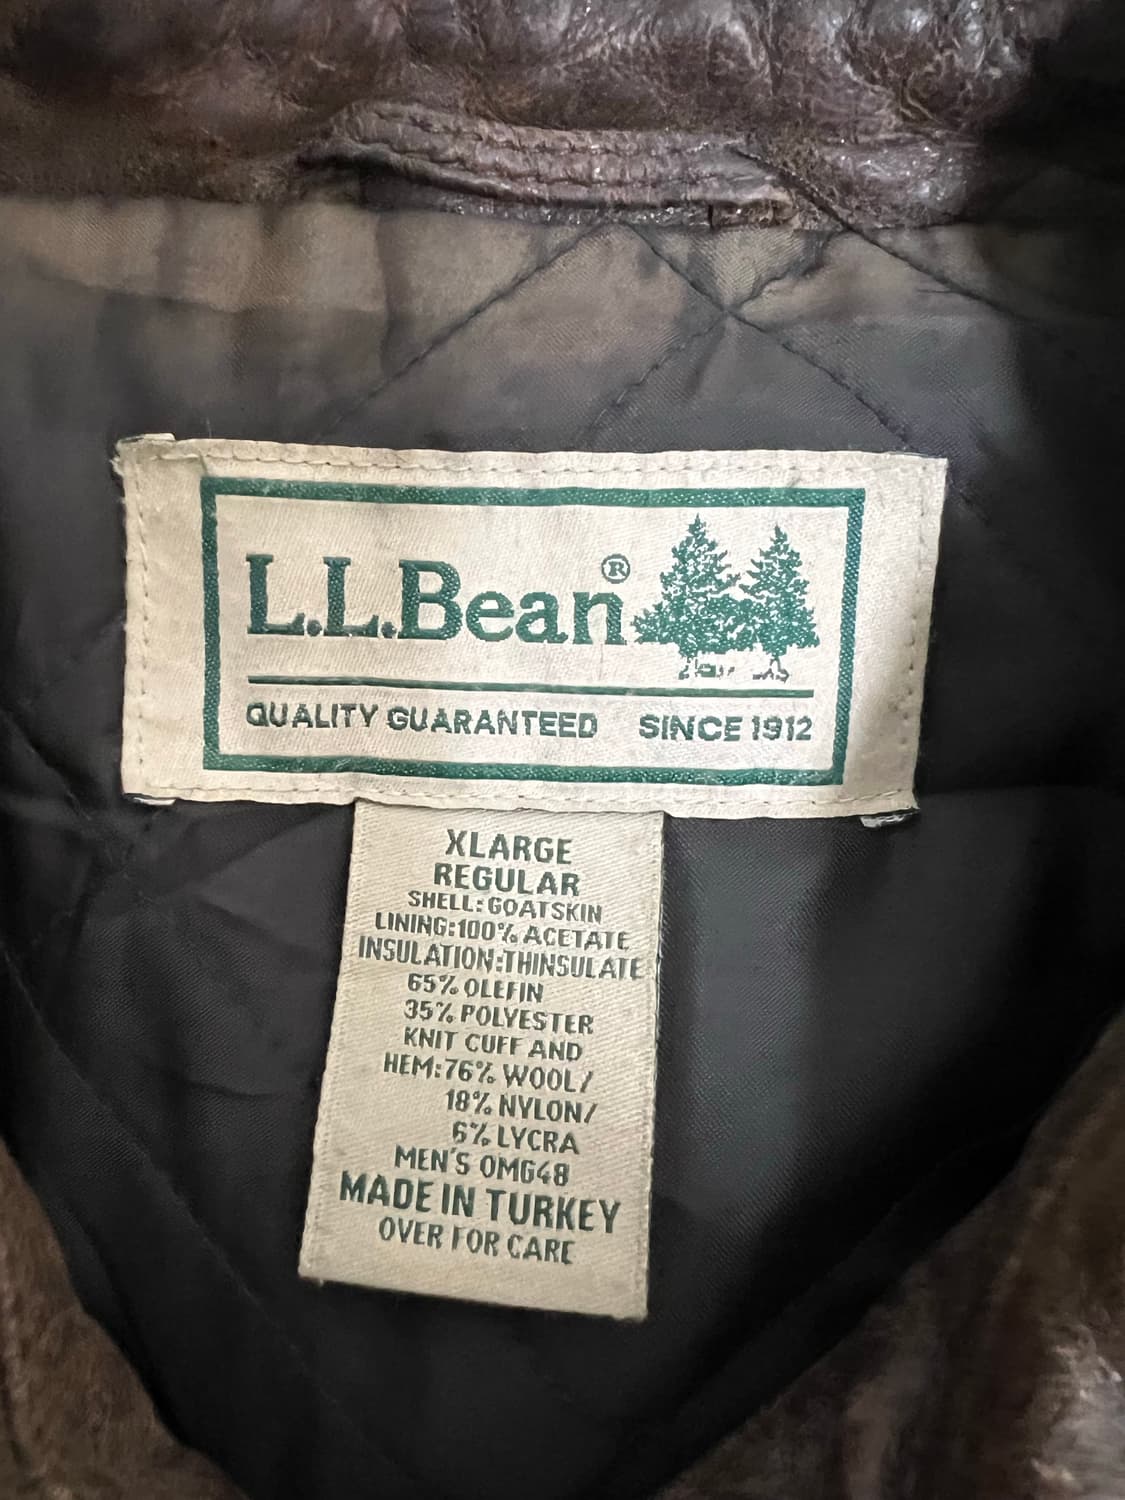 L.L.Bean®
QUALITY GUARANTEED SINCE 1912
XLARGE
REGULAR
SHELL: GOATSKIN
LINING:100% ACETATE
INSULATION:THINSULATE
65% OLEFIN
35% POLYESTER
KNIT CUFF AND
HEM:76% WOOL/
18% NYLON/
6% LYCRA
MEN'S OMG48
MADE IN TURKEY
OVER FOR CARE